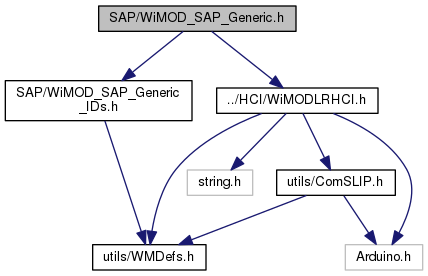 SAP/WiMOD_SAP_Generic.h
SAP/WiMOD_SAP_Generic
_IDs.h
../HCI/WiMODLRHCI.h
string.h
utils/ComSLIP.h
utils/WMDefs.h
Arduino.h